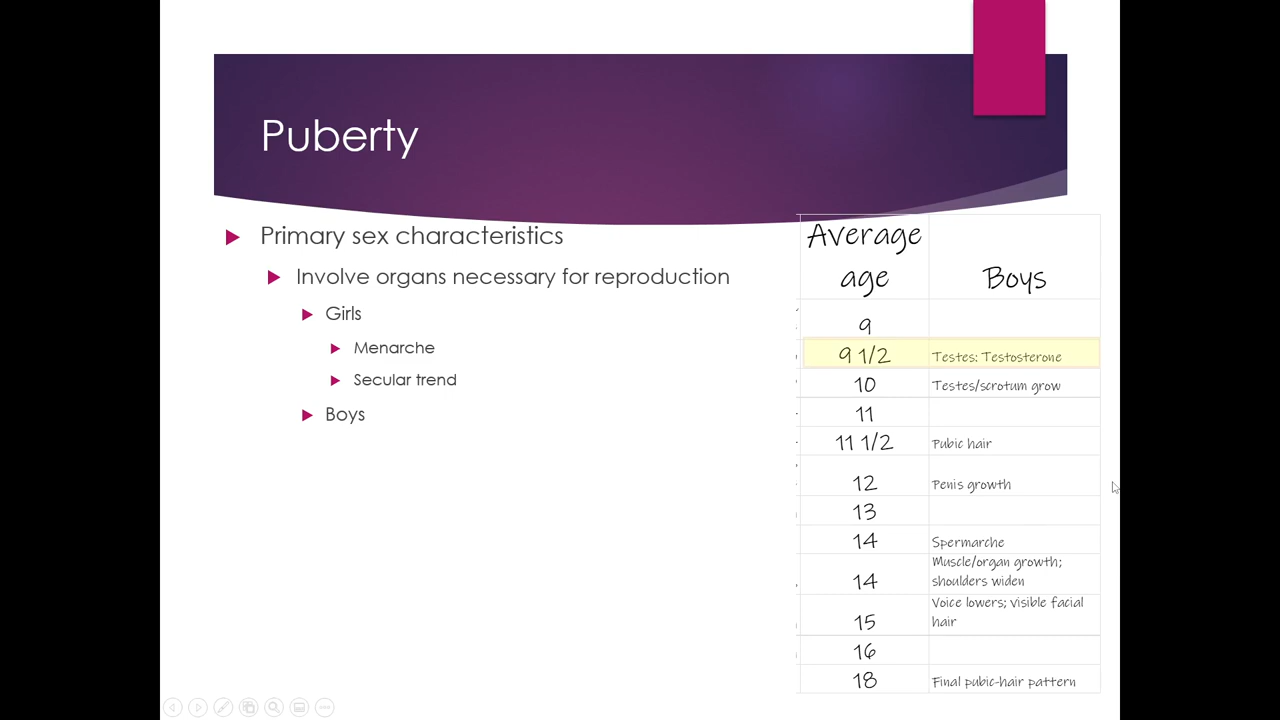 Puberty
Primary sex characteristics
Involve organs necessary for reproduction
Girls
Menarche
Secular trend
Boys
Average
age Boys
9
9 1/2 Testes: Testosterone
10 Testes/scrotum grow
11
11 1/2 Pubic hair
12 Penis growth
13
14 Spermarche
Muscle/organ growth;
14 shoulders widen
Voice lowers; visible facial
15 hair
16
18 Final pubic-hair pattern